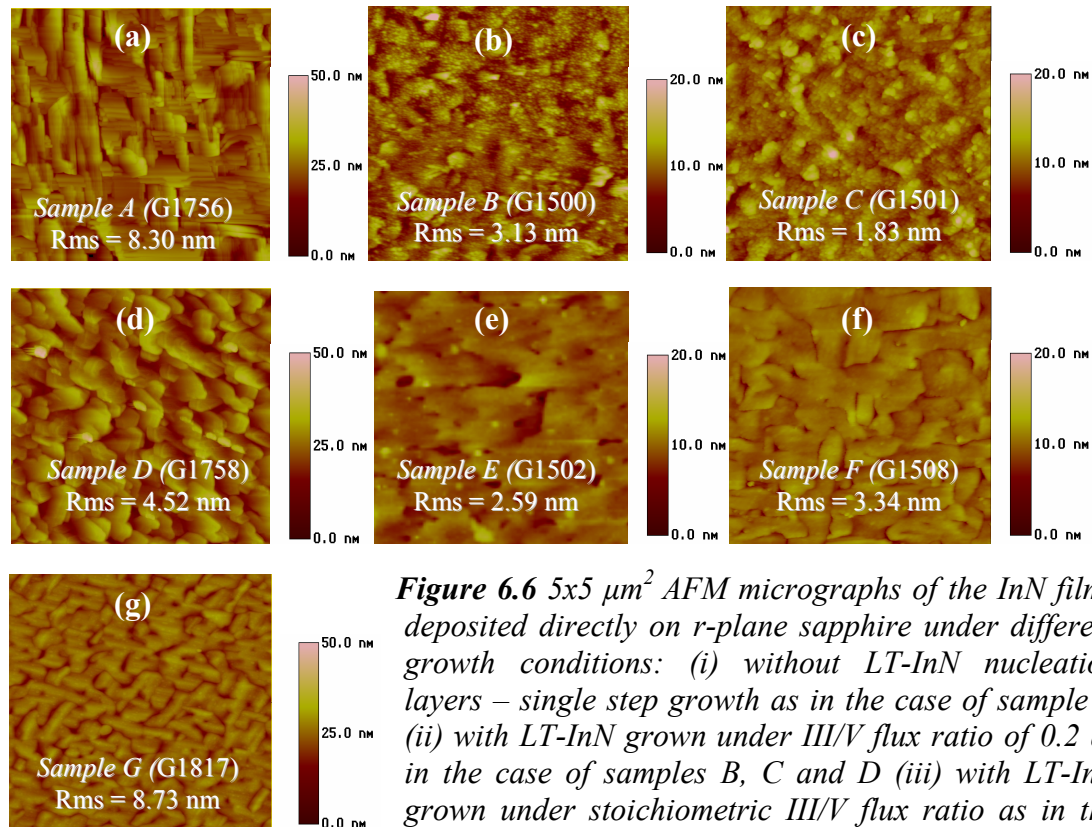 (a)
50.0 nm
25.0 nm
0.0 nm
Sample A (G1756)
Rms = 8.30 nm
(b)
20.0 nm
10.0 nm
0.0 nm
Sample B (G1500)
Rms = 3.13 nm
(c)
20.0 nm
10.0 nm
0.0 nm
Sample C (G1501)
Rms = 1.83 nm
(d)
50.0 nm
25.0 nm
0.0 nm
Sample D (G1758)
Rms = 4.52 nm
(e)
20.0 nm
10.0 nm
0.0 nm
Sample E (G1502)
Rms = 2.59 nm
(f)
20.0 nm
10.0 nm
0.0 nm
Sample F (G1508)
Rms = 3.34 nm
(g)
50.0 nm
25.0 nm
0.0 nm
Sample G (G1817)
Rms = 8.73 nm
Figure 6.6 5x5 μm² AFM micrographs of the InN
deposited directly on r-plane sapphire under
growth conditions: (i) without LT-InN
layers – single step growth as in the case of sample
(ii) with LT-InN grown under III/V flux ratio of 0.2
in the case of samples B, C and D (iii) with
grown under stoichiometric III/V flux ratio as in